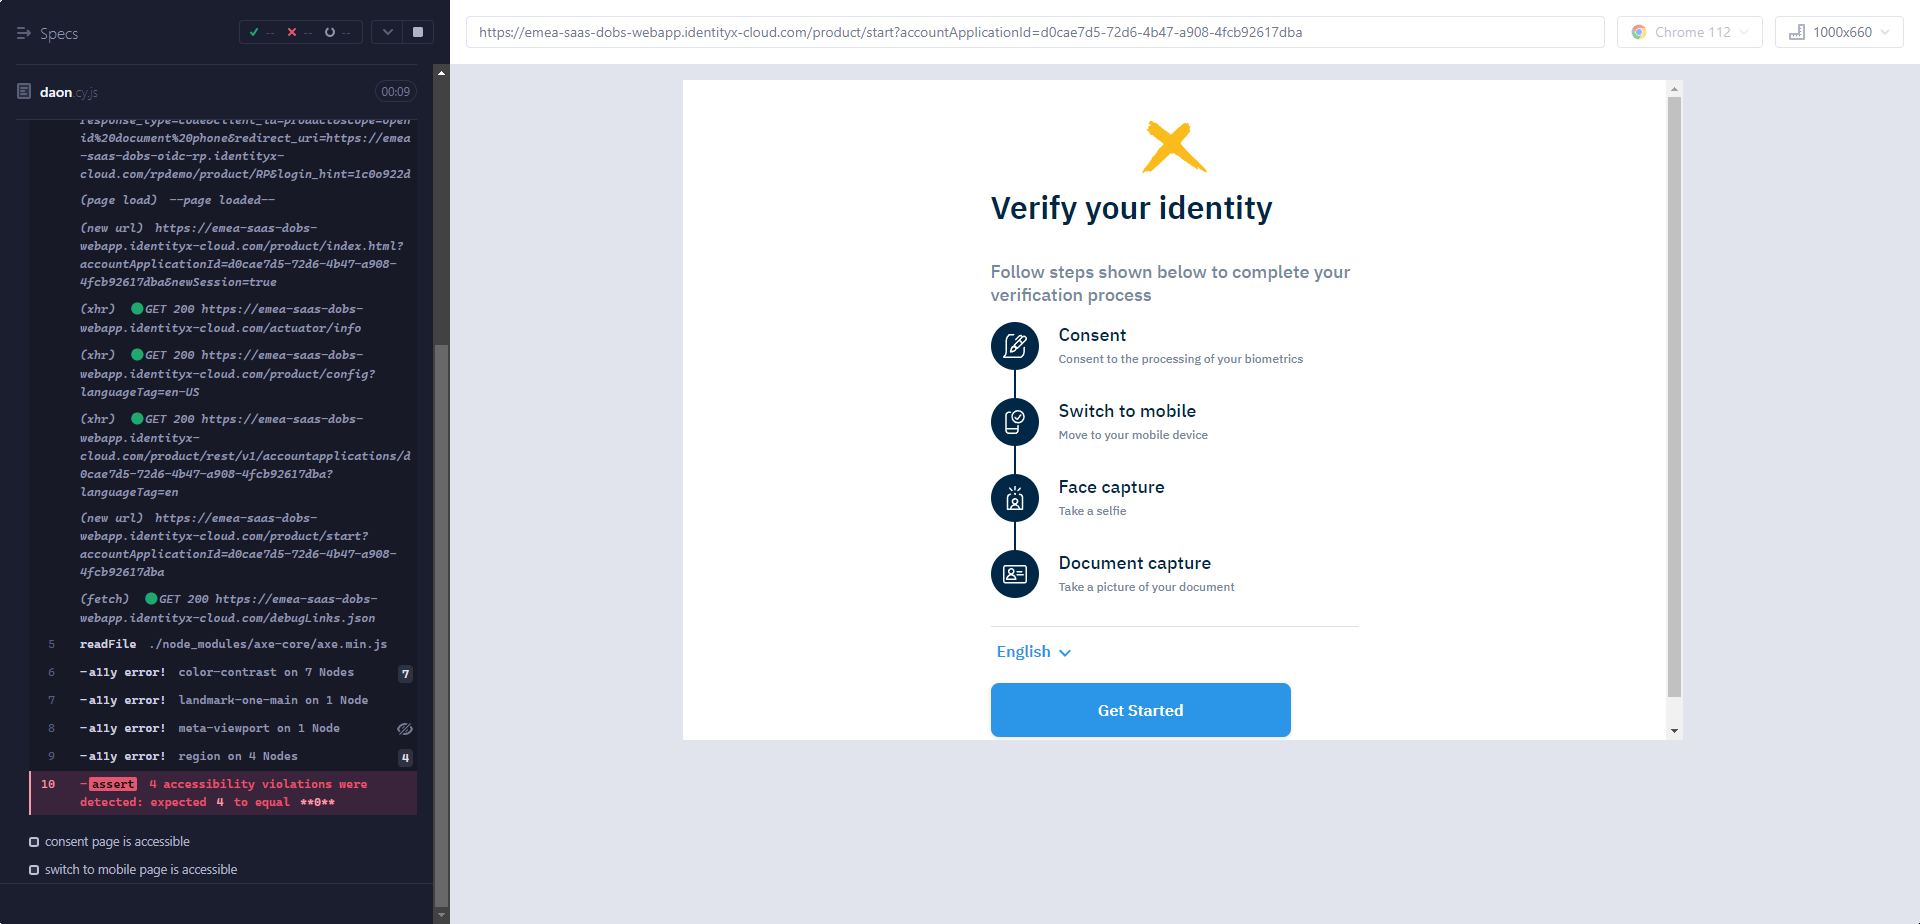 Specs
-- -- --
daon.cy.js
00:09
response_type=code&client_id=product&scope=open
id%20document%20phone&redirect_uri=https://emea
-saas-dobs-oidc-rp.identityx-
cloud.com/rpdemo/product/RP&login_hint=1c0o922d
(page load) --page loaded--
(new url) https://emea-saas-dobs-
webapp.identityx-cloud.com/product/index.html?
accountApplicationId=d0cae7d5-72d6-4b47-a908-
4fcb92617dba&newSession=true
(xhr) GET 200 https://emea-saas-dobs-
webapp.identityx-cloud.com/actuator/info
(xhr) GET 200 https://emea-saas-dobs-
webapp.identityx-cloud.com/product/config?
languageTag=en-US
(xhr) GET 200 https://emea-saas-dobs-
webapp.identityx-
cloud.com/product/rest/v1/accountapplications/d
0cae7d5-72d6-4b47-a908-4fcb92617dba?
languageTag=en
(new url) https://emea-saas-dobs-
webapp.identityx-cloud.com/product/start?
accountApplicationId=d0cae7d5-72d6-4b47-a908-
4fcb92617dba
(fetch) GET 200 https://emea-saas-dobs-
webapp.identityx-cloud.com/debugLinks.json
5 readFile ./node_modules/axe-core/axe.min.js
6 -a11y error! color-contrast on 7 Nodes 7
7 -a11y error! landmark-one-main on 1 Node
8 -a11y error! meta-viewport on 1 Node
9 -a11y error! region on 4 Nodes 4
10 -assert 4 accessibility violations were
detected: expected 4 to equal **0**
consent page is accessible
switch to mobile page is accessible
https://emea-saas-dobs-webapp.identityx-cloud.com/product/start?accountApplicationId=d0cae7d5-72d6-4b47-a908-4fcb92617dba
Chrome 112
1000x660
Verify your identity
Follow steps shown below to complete your
verification process
Consent
Consent to the processing of your biometrics
Switch to mobile
Move to your mobile device
Face capture
Take a selfie
Document capture
Take a picture of your document
English
Get Started